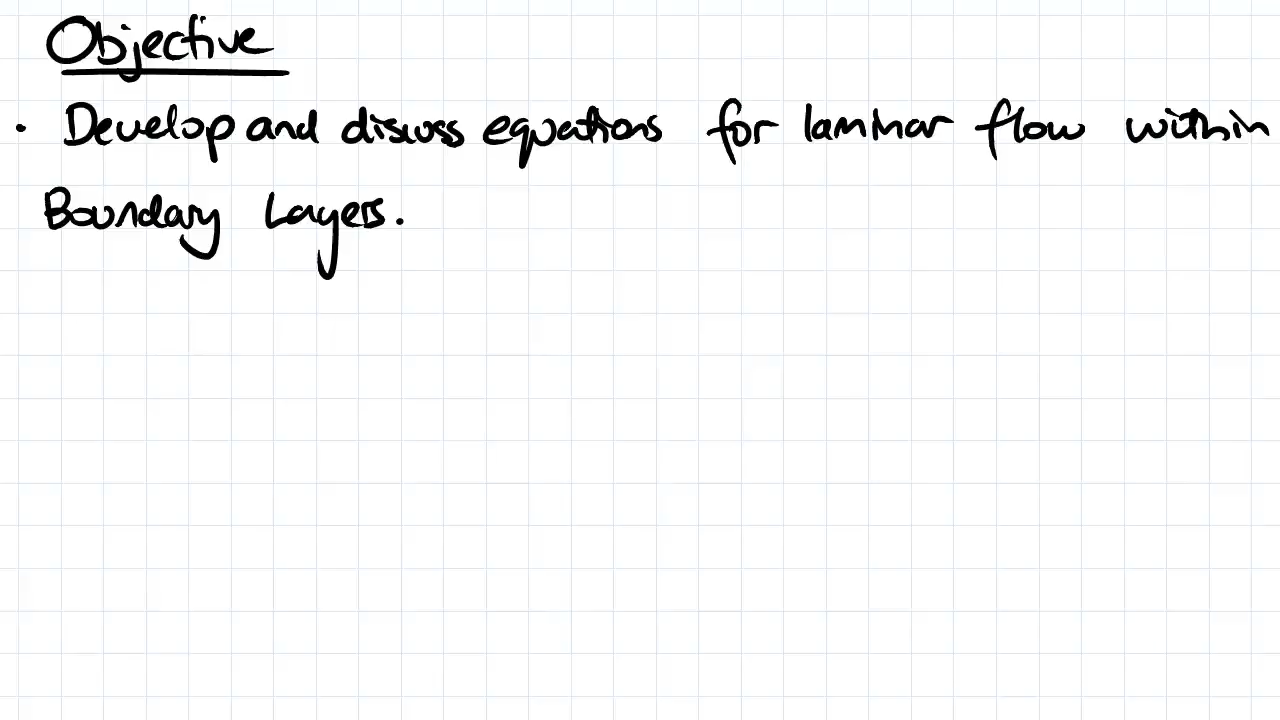 Objective
• Develop and discuss equations for laminar flow within
Boundary Layers.